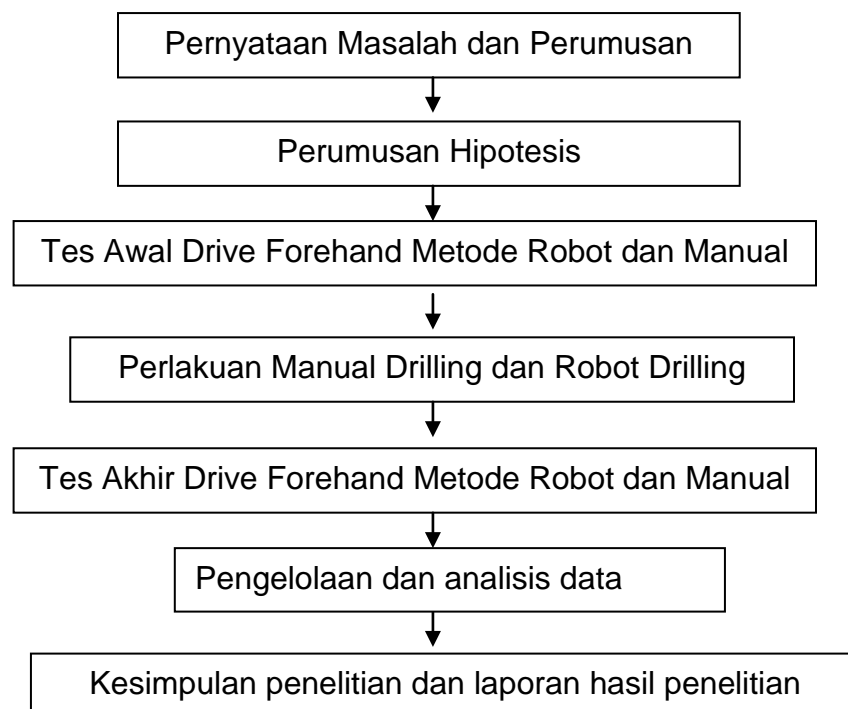 Pernyataan Masalah dan Perumusan
Perumusan Hipotesis
Tes Awal Drive Forehand Metode Robot dan Manual
Perlakuan Manual Drilling dan Robot Drilling
Tes Akhir Drive Forehand Metode Robot dan Manual
Pengelolaan dan analisis data
Kesimpulan penelitian dan laporan hasil penelitian